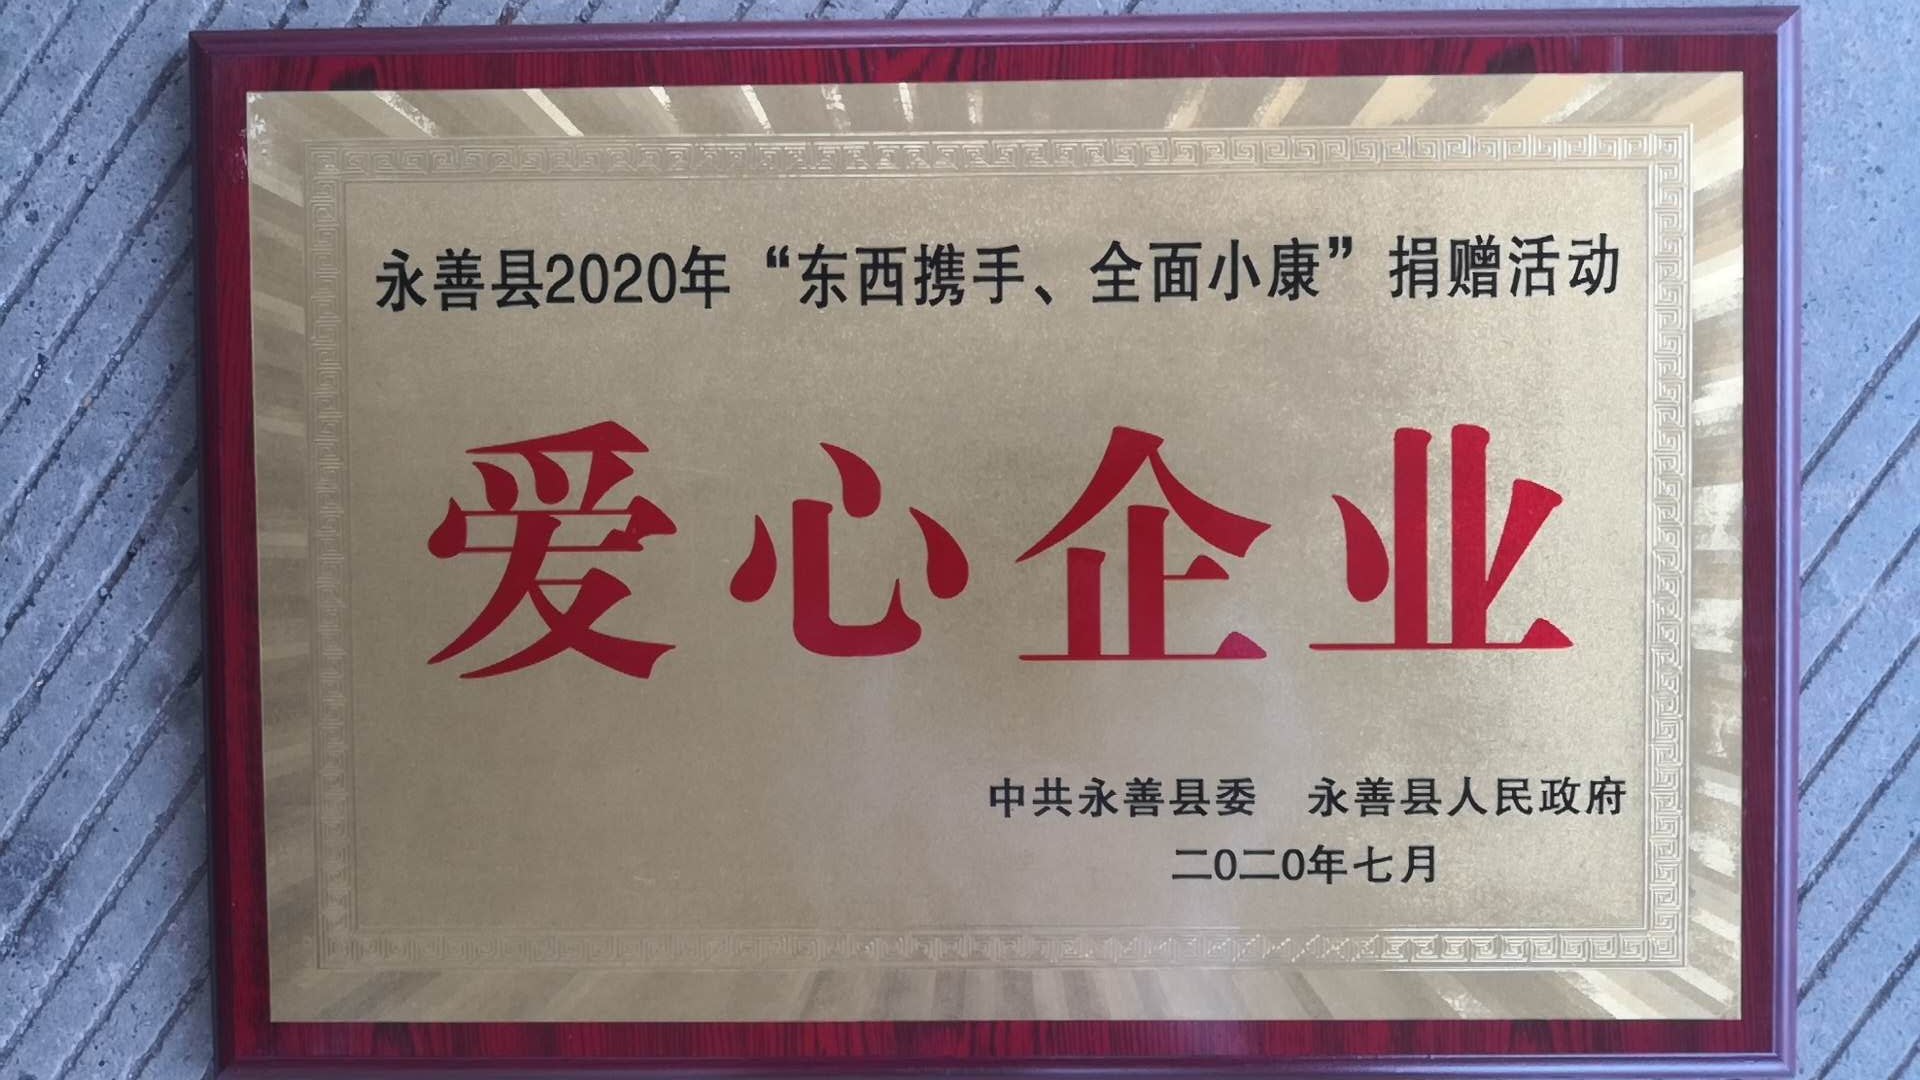 永善县2020年“东西携手、全面小康”捐赠活动
爱心企业
中共永善县委 永善县人民政府
二0二0年七月